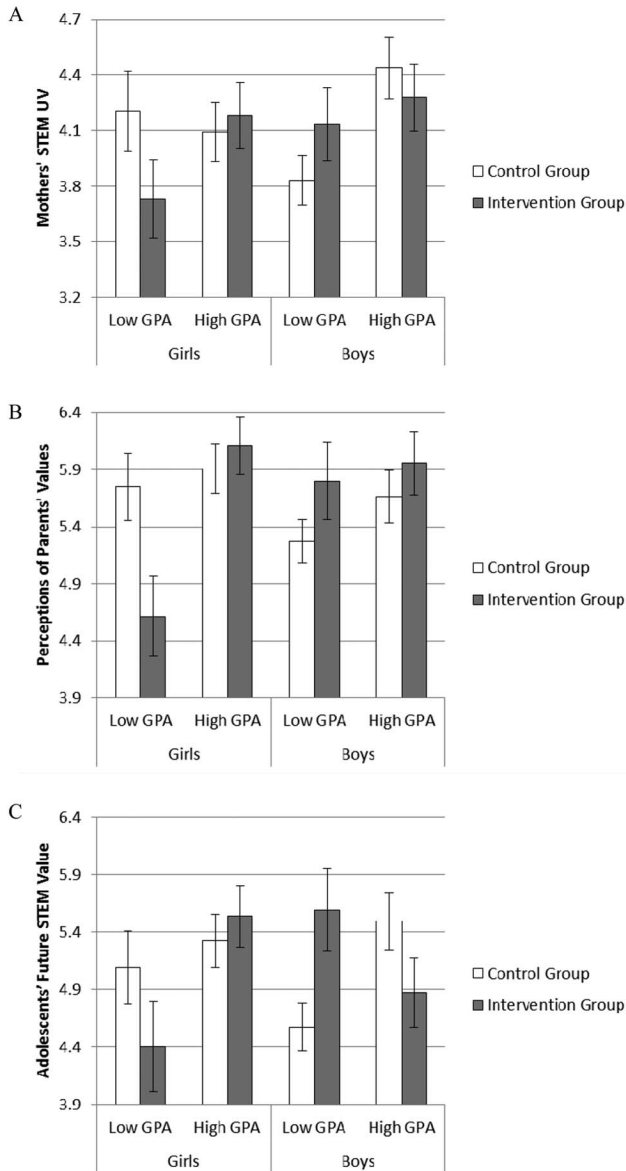 A
Mothers' STEM UV
4.7
4.4
4.1
3.8
3.5
3.2
Low GPA High GPA Low GPA High GPA
Girls Boys
Control Group
Intervention Group
B
Perceptions of Parents' Values
6.4
5.9
5.4
4.9
4.4
3.9
Low GPA High GPA Low GPA High GPA
Girls Boys
Control Group
Intervention Group
C
Adolescents' Future STEM Value
6.4
5.9
5.4
4.9
4.4
3.9
Low GPA High GPA Low GPA High GPA
Girls Boys
Control Group
Intervention Group